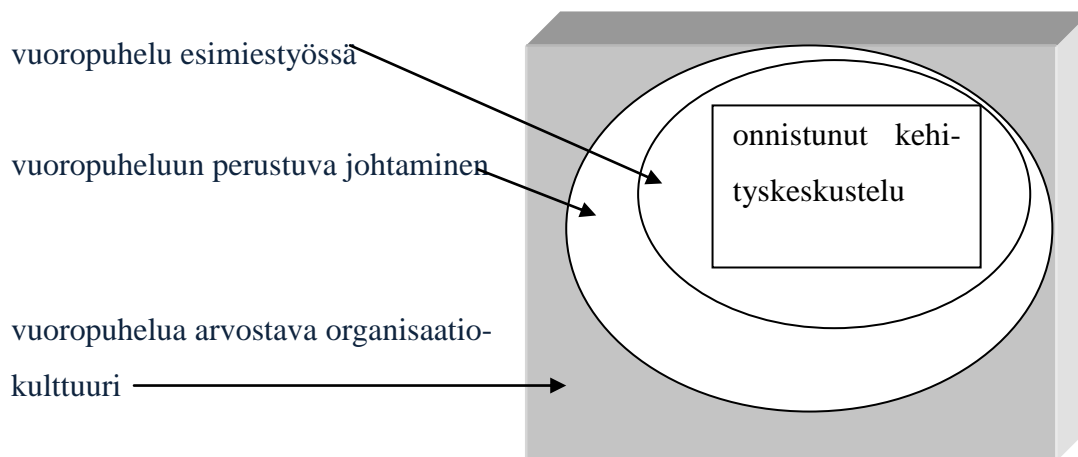 vuoropuhelu esimiestyössä
onnistunut kehi-
tyskeskustelu
vuoropuheluun perustuva johtaminen
vuoropuhelua arvostava organisaatio-
kulttuuri